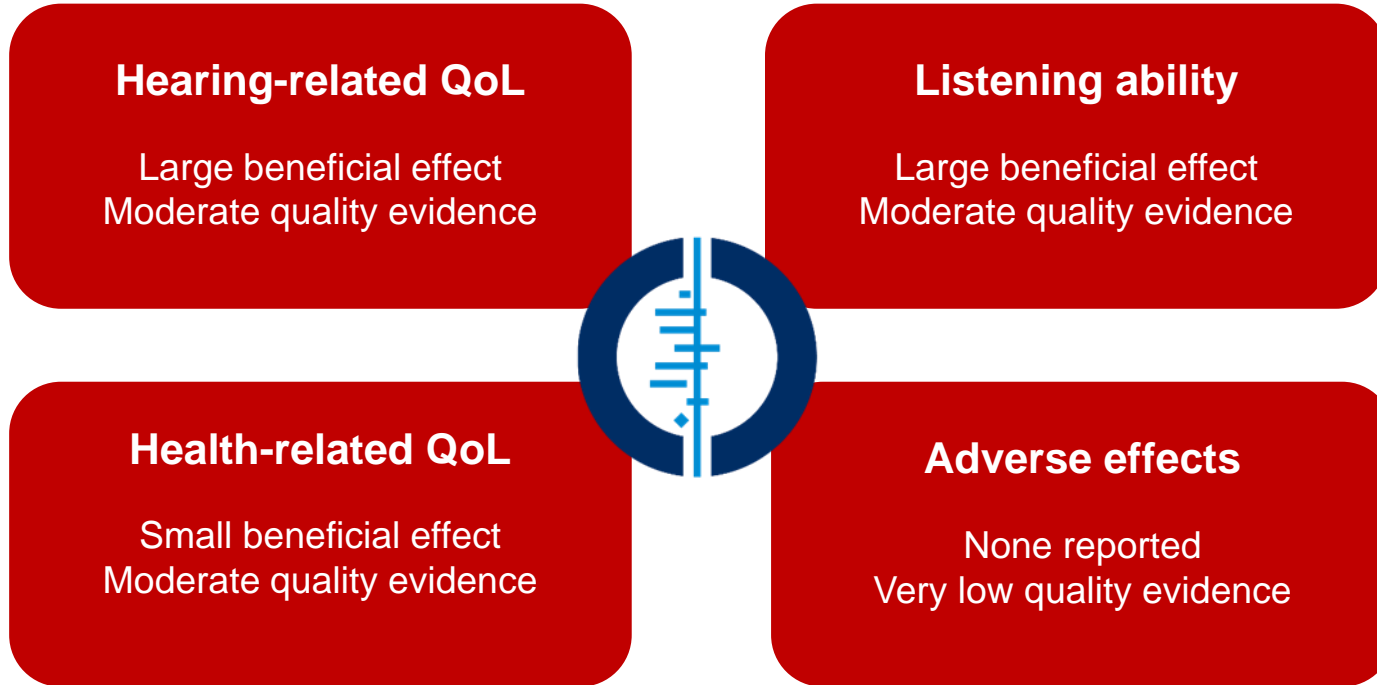 Hearing-related QoL
Large beneficial effect
Moderate quality evidence
Listening ability
Large beneficial effect
Moderate quality evidence
Health-related QoL
Small beneficial effect
Moderate quality evidence
Adverse effects
None reported
Very low quality evidence